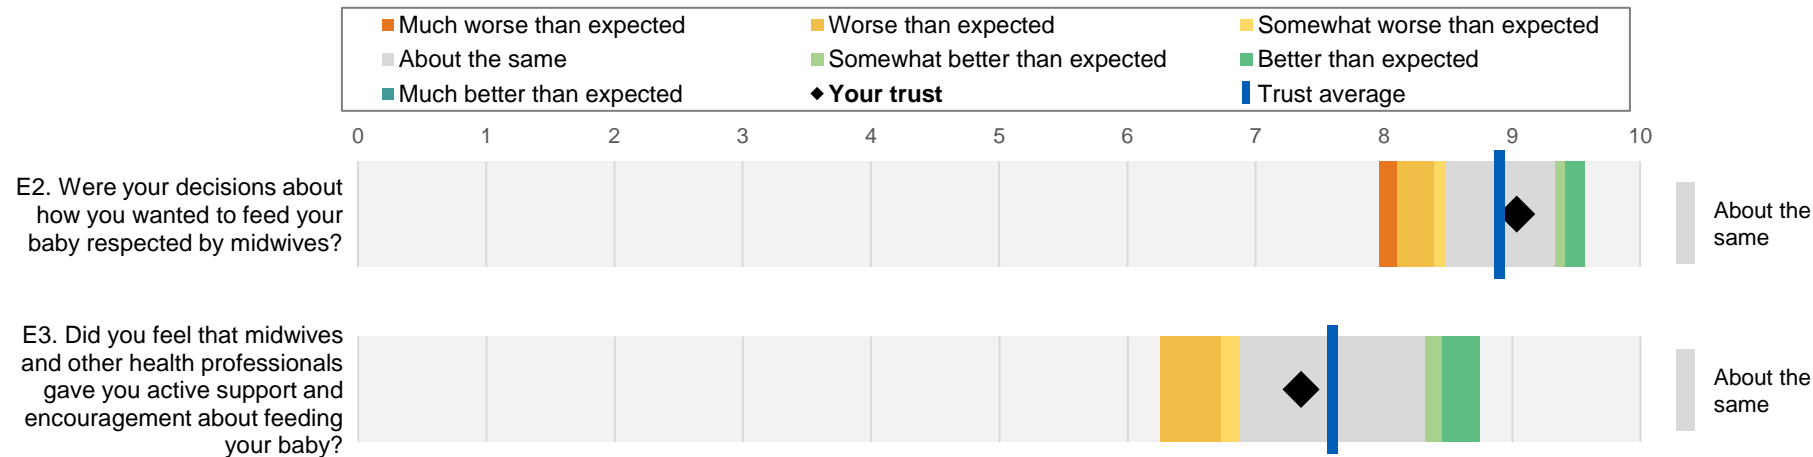 Much worse than expected
Worse than expected
Somewhat worse than expected
About the same
Somewhat better than expected
Better than expected
Much better than expected
Your trust
Trust average
0 1 2 3 4 5 6 7 8 9 10
E2. Were your decisions about
how you wanted to feed your
baby respected by midwives?
About the
same
E3. Did you feel that midwives
and other health professionals
gave you active support and
encouragement about feeding
your baby?
About the
same